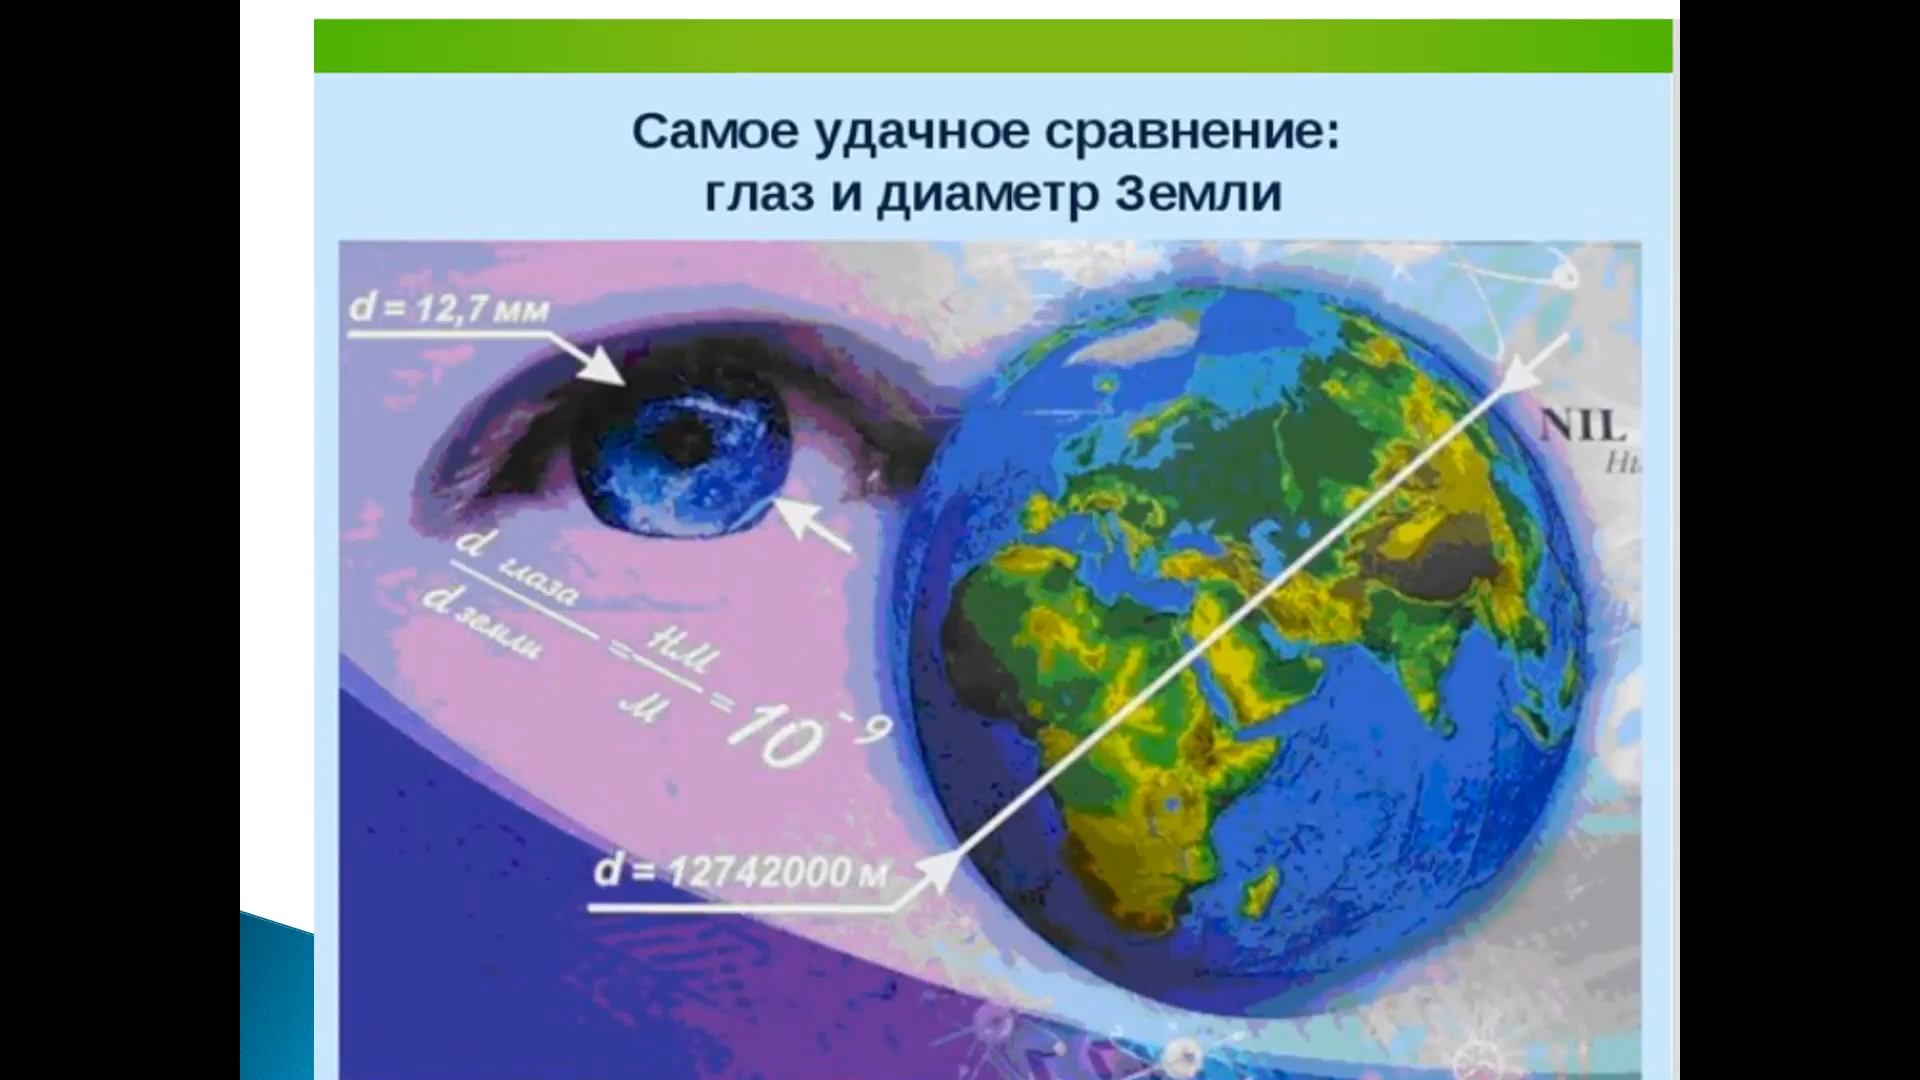 Самое удачное сравнение:
глаз и диаметр Земли
d = 12,7 мм
NIL
d глаза
d земли
= нм
м
= 10⁻⁹
d = 12742000 м